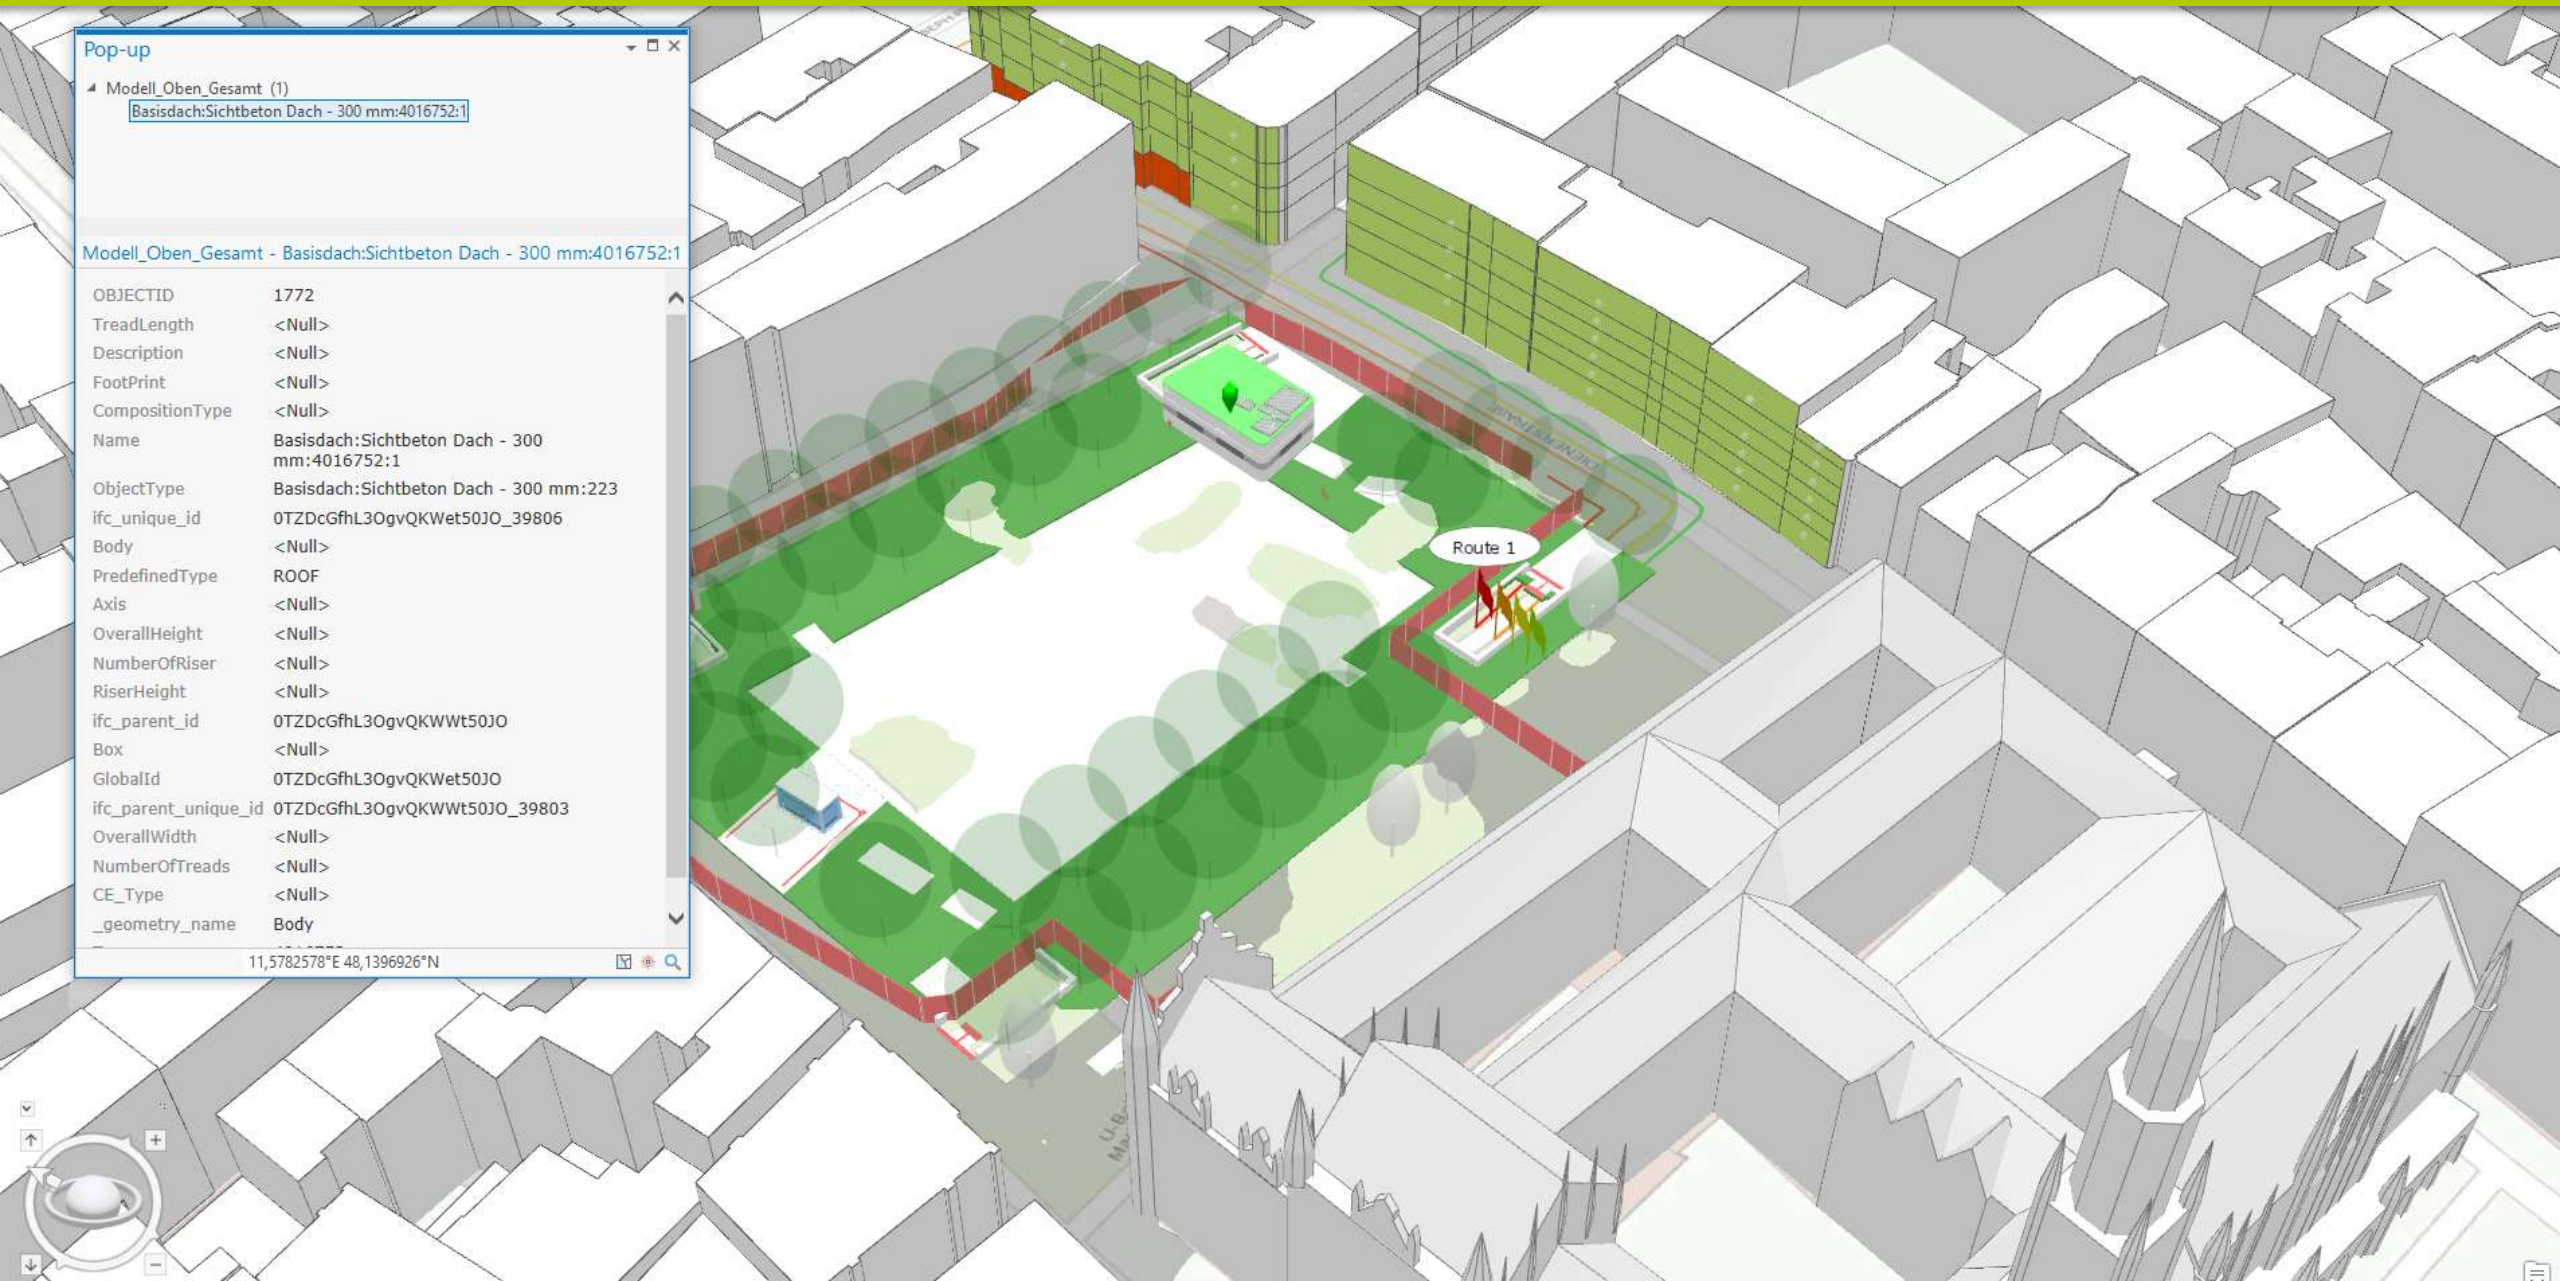 Pop-up
Modell_Oben_Gesamt (1)
Basisdach:Sichtbeton Dach - 300 mm:4016752:1
Modell_Oben_Gesamt - Basisdach:Sichtbeton Dach - 300 mm:4016752:1
OBJECTID 1772
TreadLength <Null>
Description <Null>
FootPrint <Null>
CompositionType <Null>
Name Basisdach:Sichtbeton Dach - 300
mm:4016752:1
ObjectType Basisdach:Sichtbeton Dach - 300 mm:223
ifc_unique_id 0TZDcGfhL3OgvQKWet50JO_39806
Body <Null>
PredefinedType ROOF
Axis <Null>
OverallHeight <Null>
NumberOfRiser <Null>
RiserHeight <Null>
ifc_parent_id 0TZDcGfhL3OgvQKWWt50JO
Box <Null>
GlobalId 0TZDcGfhL3OgvQKWet50JO
ifc_parent_unique_id 0TZDcGfhL3OgvQKWWt50JO_39803
OverallWidth <Null>
NumberOfTreads <Null>
CE_Type <Null>
_geometry_name Body
11,5782578°E 48,1396926°N
DIENERSTRAßE
Route 1